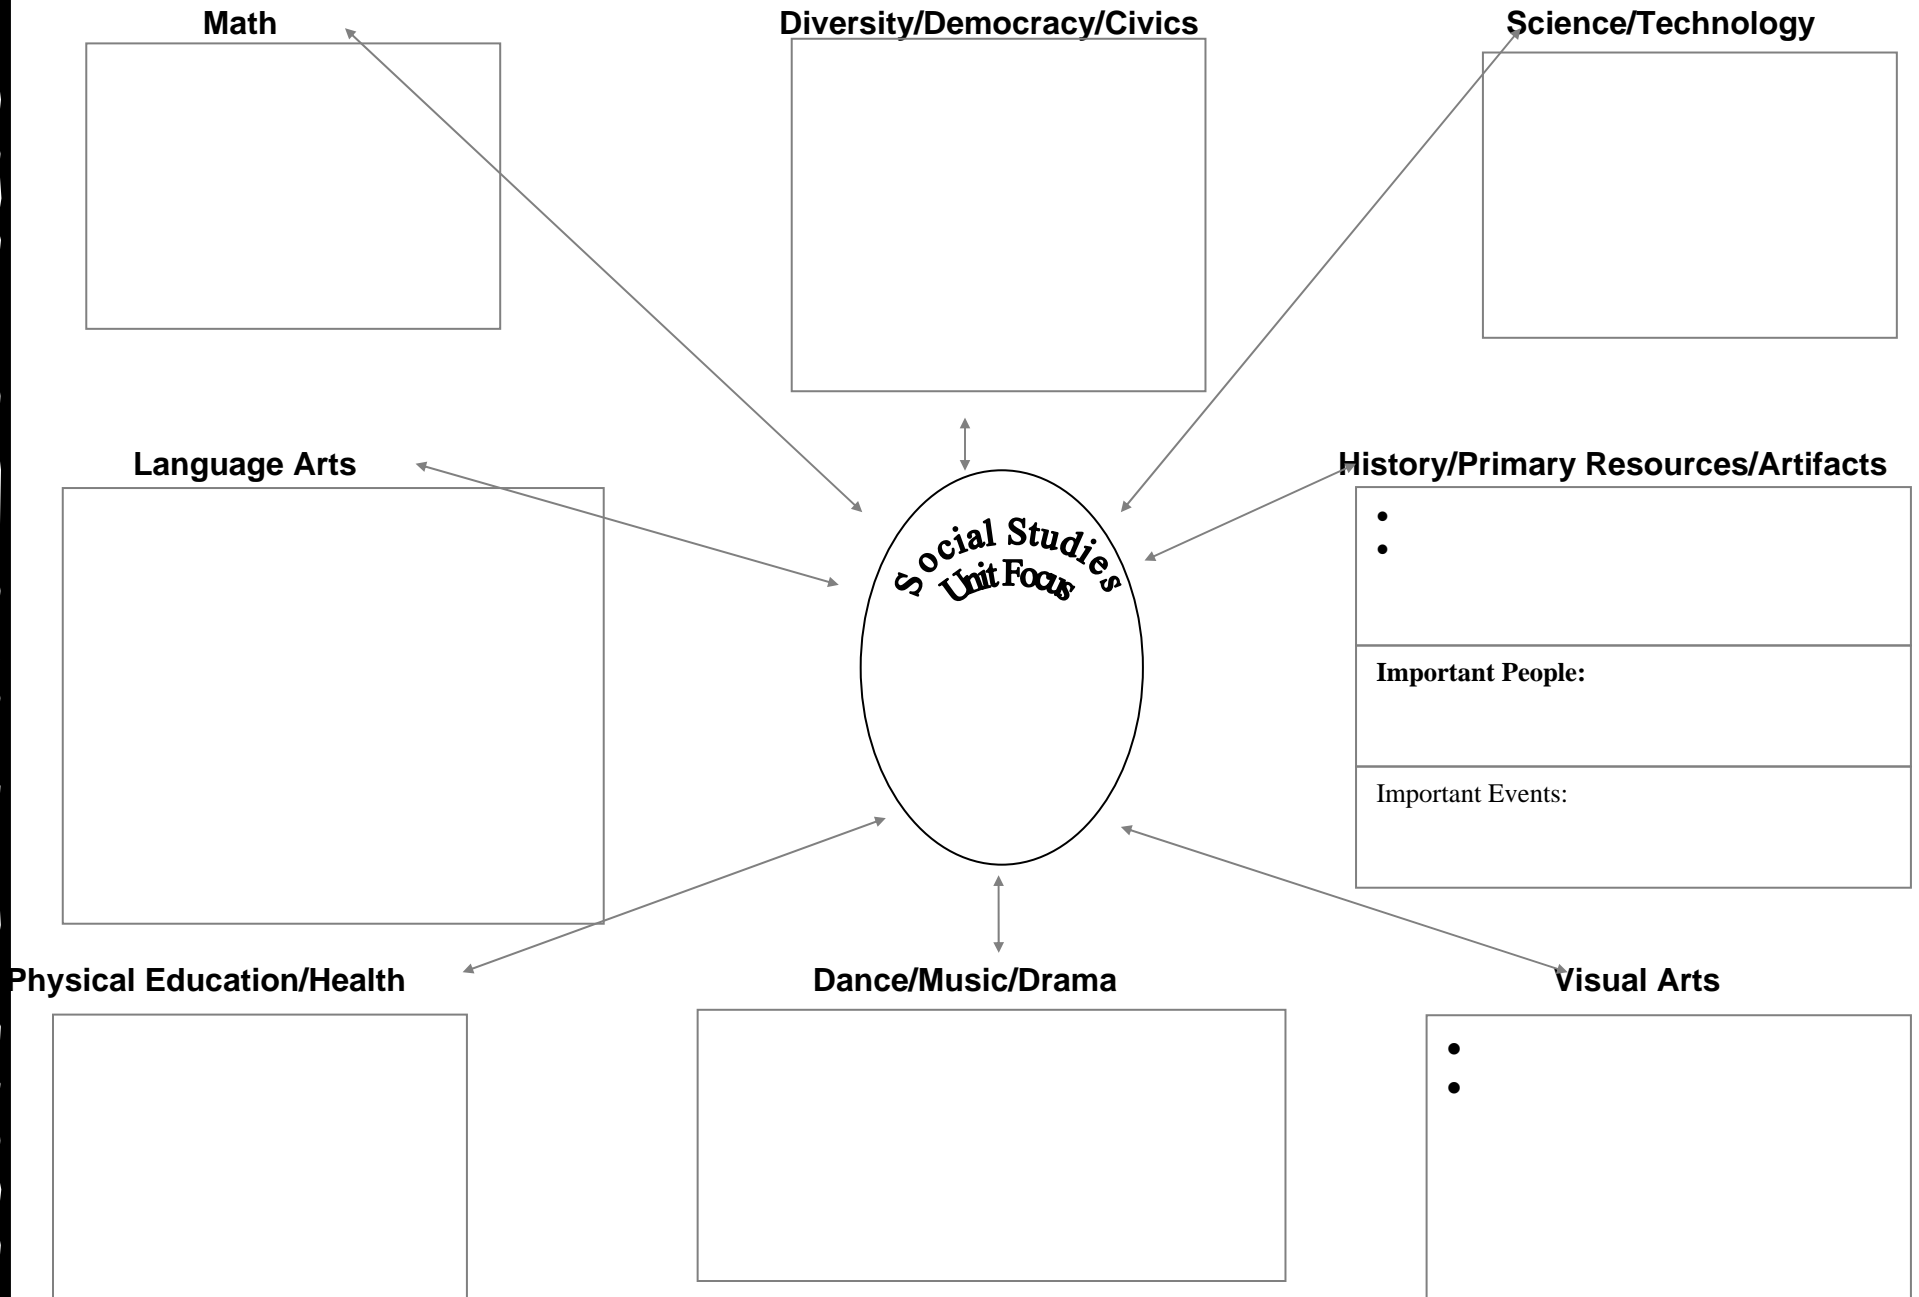 Math
Diversity/Democracy/Civics
Science/Technology
Language Arts
History/Primary Resources/Artifacts
•
•
Social Studies
Unit Focus
Important People:
Important Events:
Physical Education/Health
Dance/Music/Drama
Visual Arts
•
•